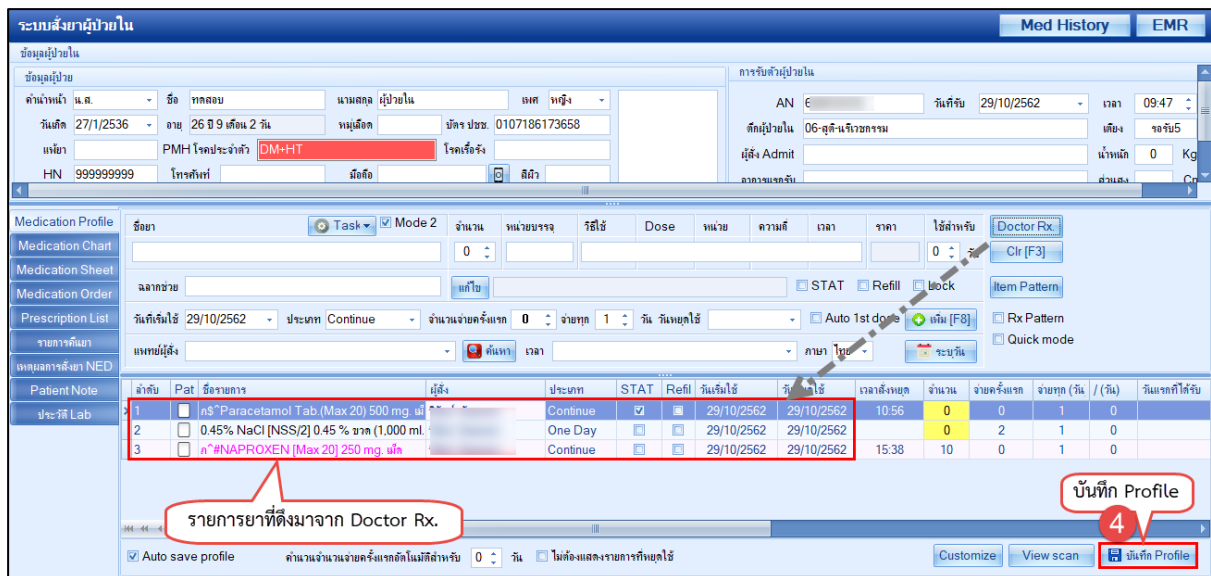 ระบบสั่งยาผู้ป่วยใน Med History EMR
ข้อมูลผู้ป่วยใน
ข้อมูลผู้ป่วย การรับตัวผู้ป่วยใน
คำนำหน้า น.ส. ชื่อ ทดสอบ นามสกุล ผู้ป่วยใน เพศ หญิง AN 6 วันที่รับ 29/10/2562 เวลา 09:47
วันเกิด 27/1/2536 อายุ 26 ปี 9 เดือน 2 วัน หมู่เลือด บัตร ปชช. 0107186173658 ตึกผู้ป่วยใน 06-สูติ-นรีเวชกรรม เตียง รอรับ5
แพ้ยา PMH โรคประจำตัว DM+HT โรคเรื้อรัง ผู้สั่ง Admit น้ำหนัก 0 Kg
HN 999999999 โทรศัพท์ มือถือ สีผิว อาการแรกรับ ส่วนสูง Cm
Medication Profile ชื่อยา Task Mode 2 จำนวน หน่วยบรรจุ วิธีใช้ Dose หน่วย ความถี่ เวลา ราคา ใช้สำหรับ Doctor Rx.
Medication Chart 0 0 วัน Clr [F3]
Medication Sheet
Medication Order ฉลากช่วย แก้ไข STAT Refill Lock Item Pattern
Prescription List วันที่เริ่มใช้ 29/10/2562 ประเภท Continue จำนวนจ่ายครั้งแรก 0 จ่ายทุก 1 วัน วันหยุดใช้ Auto 1st dose เพิ่ม [F8] Rx Pattern
รายการคืนยา แพทย์ผู้สั่ง ค้นหา เวลา ภาษา ไทย ระบุวัน Quick mode
เหตุผลการสั่งยา NED
Patient Note ลำดับ Pat ชื่อรายการ ผู้สั่ง ประเภท STAT Refil วันเริ่มใช้ ใช้ เวลาสั่งหยุด จำนวน จ่ายครั้งแรก จ่ายทุก (วัน / (วัน) วันแรกที่ได้รับ
ประวัติ Lab 1 ก$^Paracetamol Tab.(Max 20) 500 mg. Continue 29/10/2562 29/10/2562 10:56 0 0 1 0
2 0.45% NaCl [NSS/2] 0.45 % ขวด (1,000 ml. One Day 29/10/2562 29/10/2562 0 2 1 0
3 ก^#NAPROXEN [Max 20] 250 mg. เม็ด Continue 29/10/2562 29/10/2562 15:38 10 0 1 0
บันทึก Profile
รายการยาที่ดึงมาจาก Doctor Rx. 4
Auto save profile คำนวนจำนวนจ่ายครั้งแรกอัตโนมัติสำหรับ 0 วัน ไม่ต้องแสดงรายการที่หยุดใช้ Customize View scan บันทึก Profile